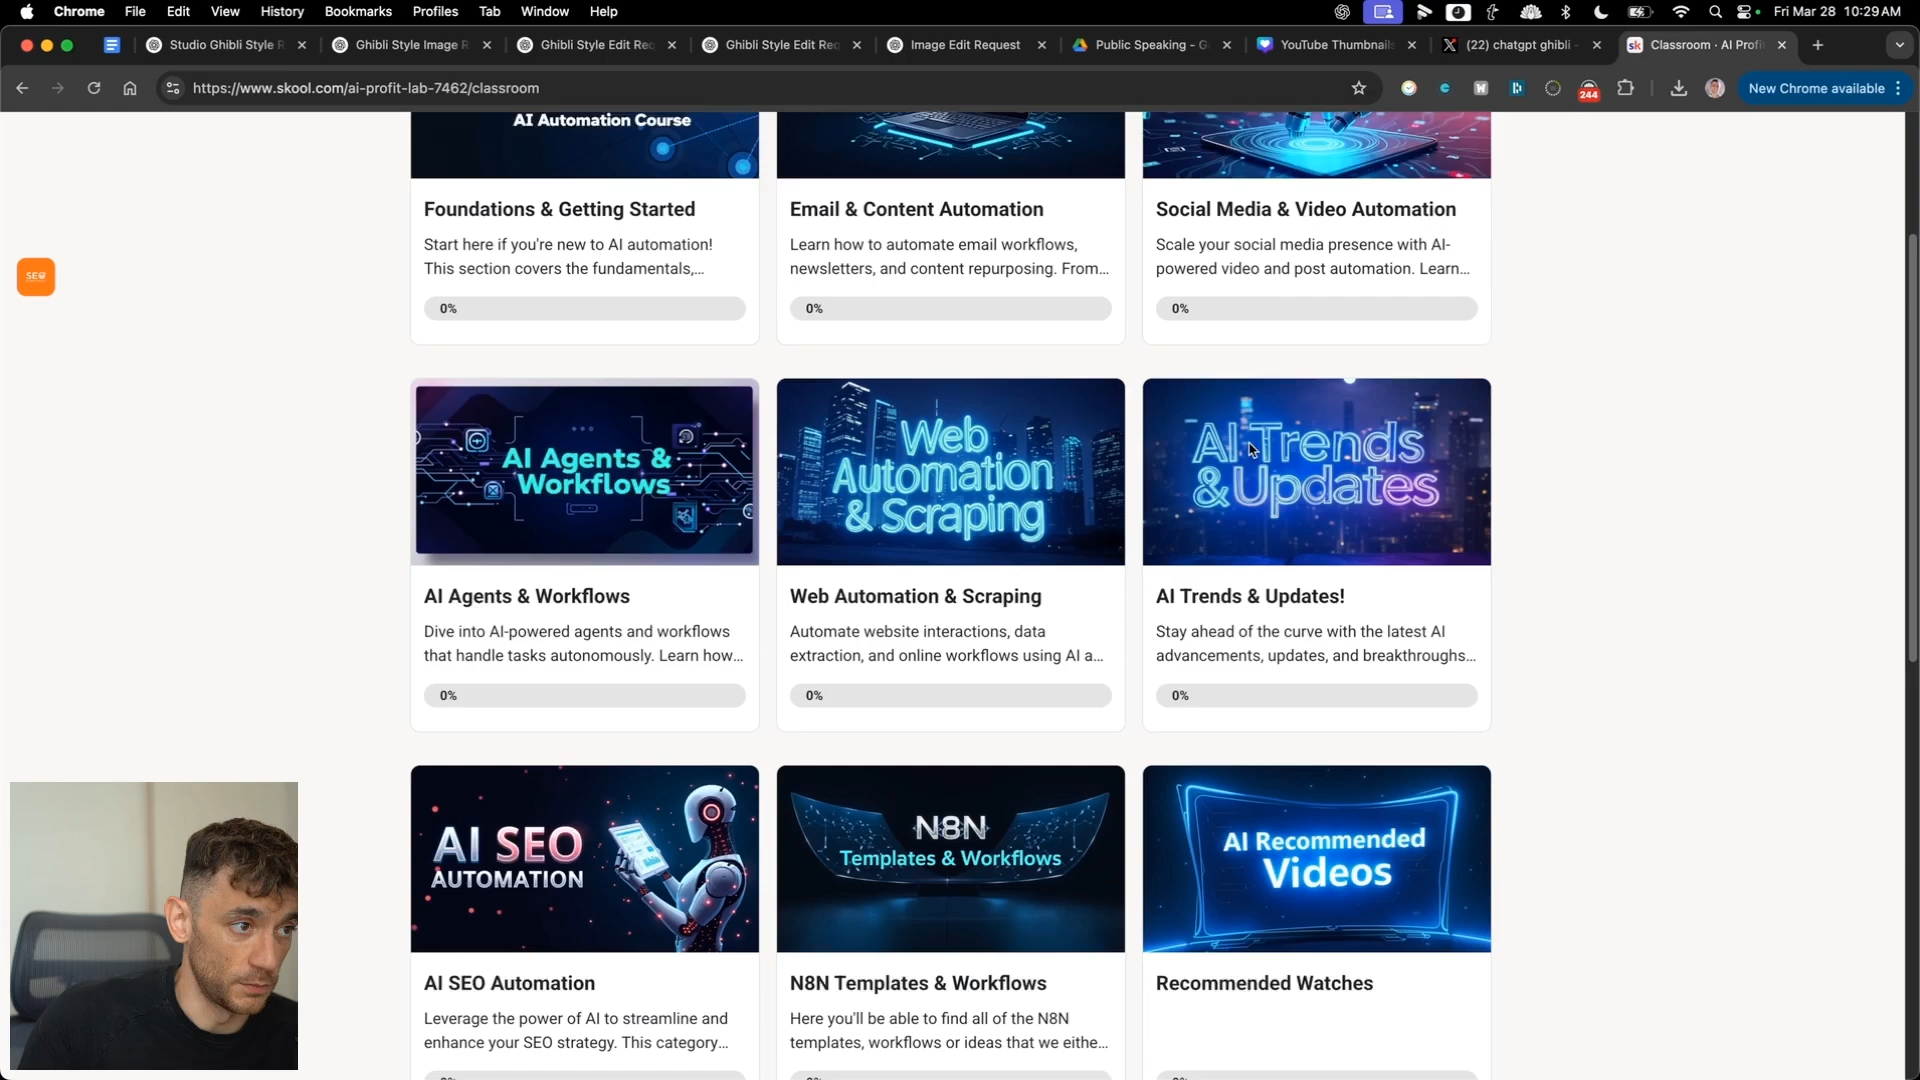 Chrome File Edit View History Bookmarks Profiles Tab Window Help Fri Mar 28 10:29 AM
Studio Ghibli Style R Ghibli Style Image R Ghibli Style Edit Req Ghibli Style Edit Req Image Edit Request Public Speaking - G YouTube Thumbnail (22) chatgpt ghibli - sk Classroom · AI Profi
https://www.skool.com/ai-profit-lab-7462/classroom 244 New Chrome available
AI Automation Course
Foundations & Getting Started
Start here if you're new to AI automation!
This section covers the fundamentals,...
0%
Email & Content Automation
Learn how to automate email workflows,
newsletters, and content repurposing. From...
0%
Social Media & Video Automation
Scale your social media presence with AI-
powered video and post automation. Learn...
0%
SEO
AI Agents &
Workflows
AI Agents & Workflows
Dive into AI-powered agents and workflows
that handle tasks autonomously. Learn how...
0%
Web
Automation
& Scraping
Web Automation & Scraping
Automate website interactions, data
extraction, and online workflows using AI a...
0%
AI Trends
& Updates
AI Trends & Updates!
Stay ahead of the curve with the latest AI
advancements, updates, and breakthroughs...
0%
AI SEO
AUTOMATION
AI SEO Automation
Leverage the power of AI to streamline and
enhance your SEO strategy. This category...
0%
N8N
Templates & Workflows
N8N Templates & Workflows
Here you'll be able to find all of the N8N
templates, workflows or ideas that we eithe...
0%
AI Recommended
Videos
Recommended Watches
0%